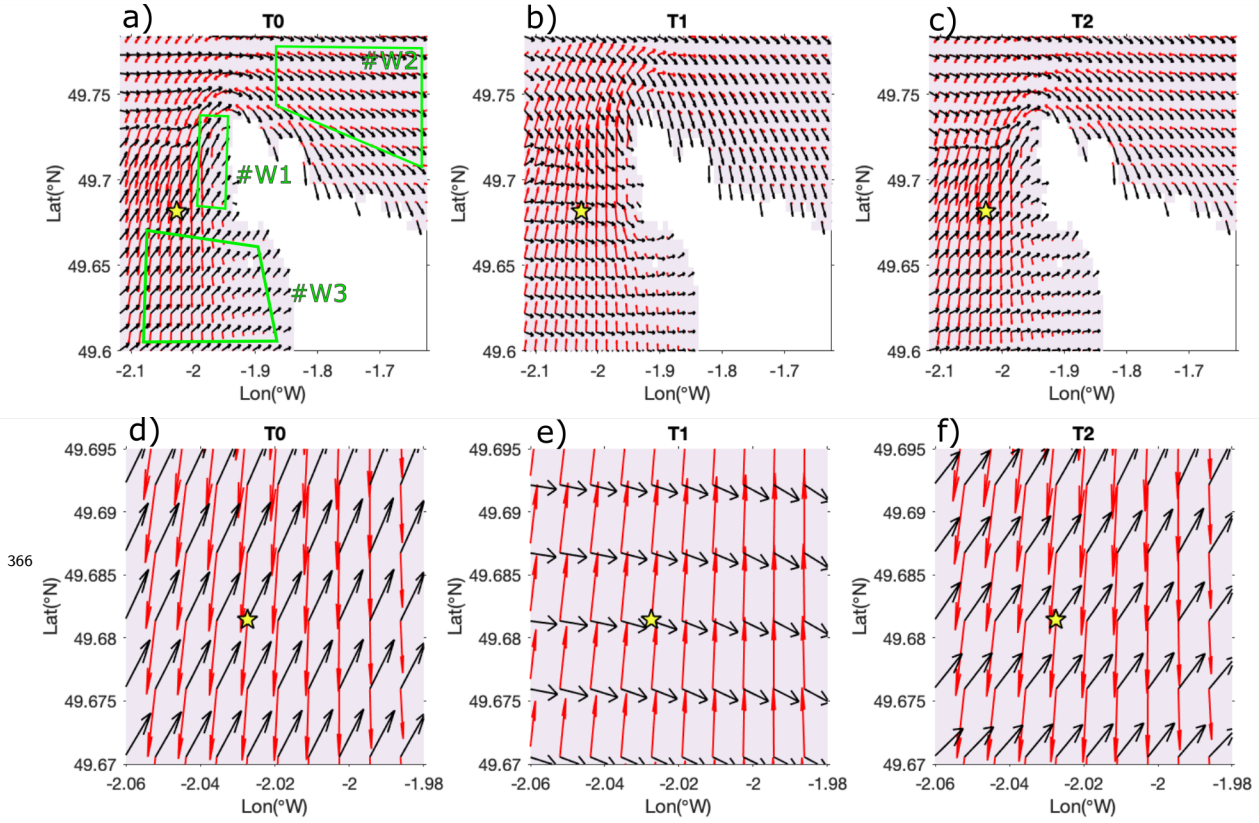 a)
T0
b)
T1
c)
T2
#W2
#W1
#W3
49.75
49.7
49.65
49.6
Lat(°N)
-2.1 -2 -1.9 -1.8 -1.7
Lon(°W)
49.75
49.7
49.65
49.6
Lat(°N)
-2.1 -2 -1.9 -1.8 -1.7
Lon(°W)
49.75
49.7
49.65
49.6
Lat(°N)
-2.1 -2 -1.9 -1.8 -1.7
Lon(°W)
366
d)
T0
49.695
49.69
49.685
49.68
49.675
49.67
Lat(°N)
-2.06 -2.04 -2.02 -2 -1.98
Lon(°W)
e)
T1
49.695
49.69
49.685
49.68
49.675
49.67
Lat(°N)
-2.06 -2.04 -2.02 -2 -1.98
Lon(°W)
f)
T2
49.695
49.69
49.685
49.68
49.675
49.67
Lat(°N)
-2.06 -2.04 -2.02 -2 -1.98
Lon(°W)